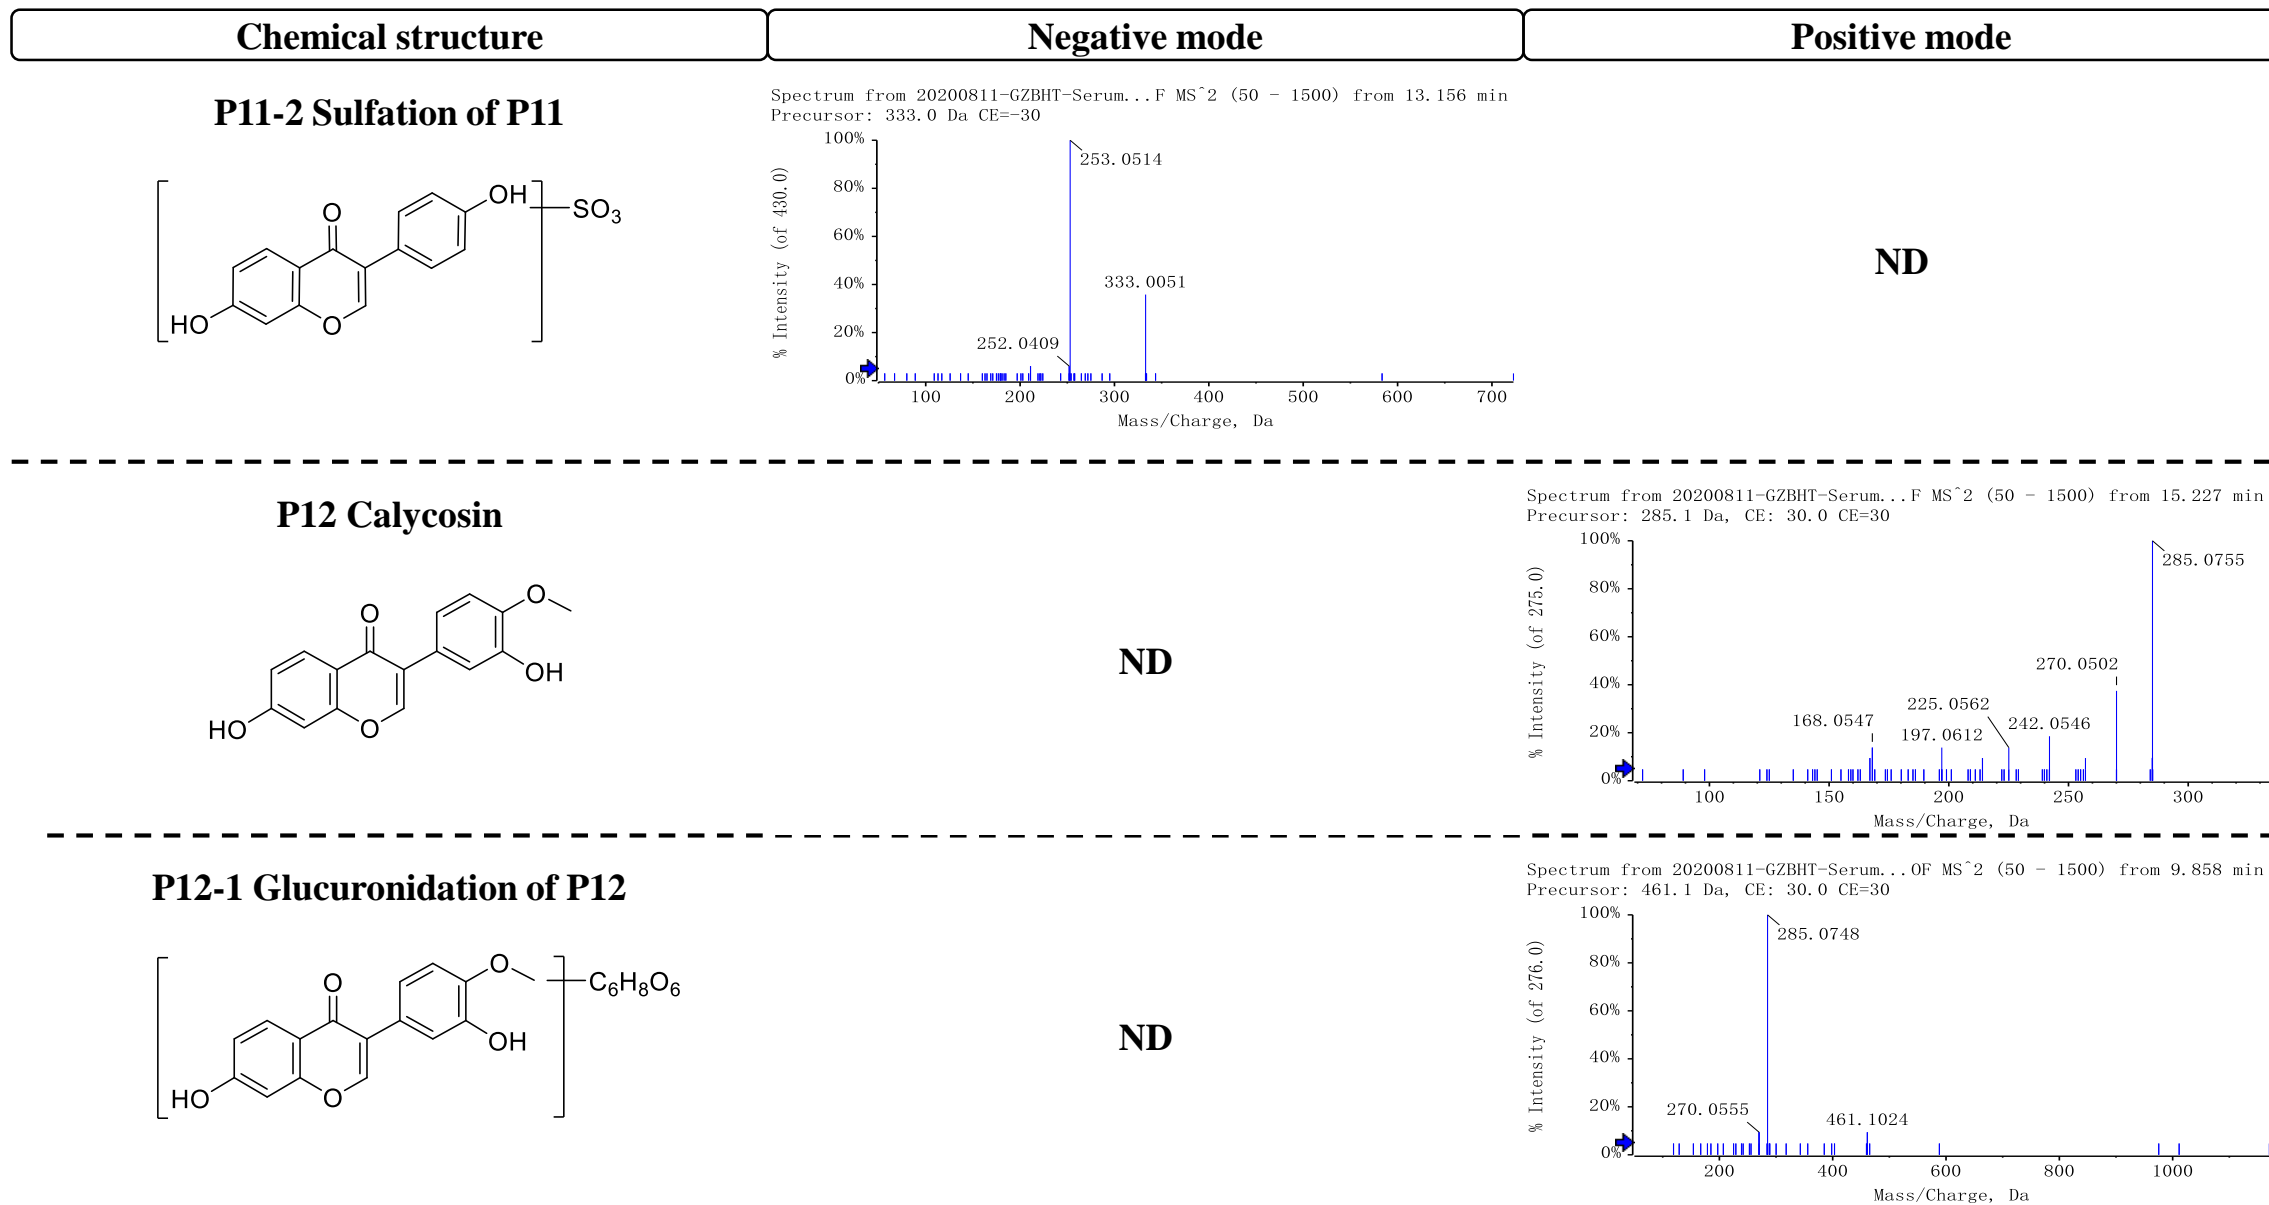 Chemical structure
Negative mode
Positive mode
P11-2 Sulfation of P11
O
OH
SO3
HO
O
Spectrum from 20200811-GZBHT-Serum...F MS^2 (50 - 1500) from 13.156 min
Precursor: 333.0 Da CE=-30
% Intensity (of 430.0)
100%
80%
60%
40%
20%
0%
253.0514
333.0051
252.0409
100 200 300 400 500 600 700
Mass/Charge, Da
ND
P12 Calycosin
O
O
OH
HO
O
ND
Spectrum from 20200811-GZBHT-Serum...F MS^2 (50 - 1500) from 15.227 min
Precursor: 285.1 Da, CE: 30.0 CE=30
% Intensity (of 275.0)
100%
80%
60%
40%
20%
0%
285.0755
270.0502
225.0562
242.0546
168.0547
197.0612
100 150 200 250 300
Mass/Charge, Da
P12-1 Glucuronidation of P12
O
O
C6H8O6
OH
HO
O
ND
Spectrum from 20200811-GZBHT-Serum...OF MS^2 (50 - 1500) from 9.858 min
Precursor: 461.1 Da, CE: 30.0 CE=30
% Intensity (of 276.0)
100%
80%
60%
40%
20%
0%
285.0748
270.0555
461.1024
200 400 600 800 1000
Mass/Charge, Da